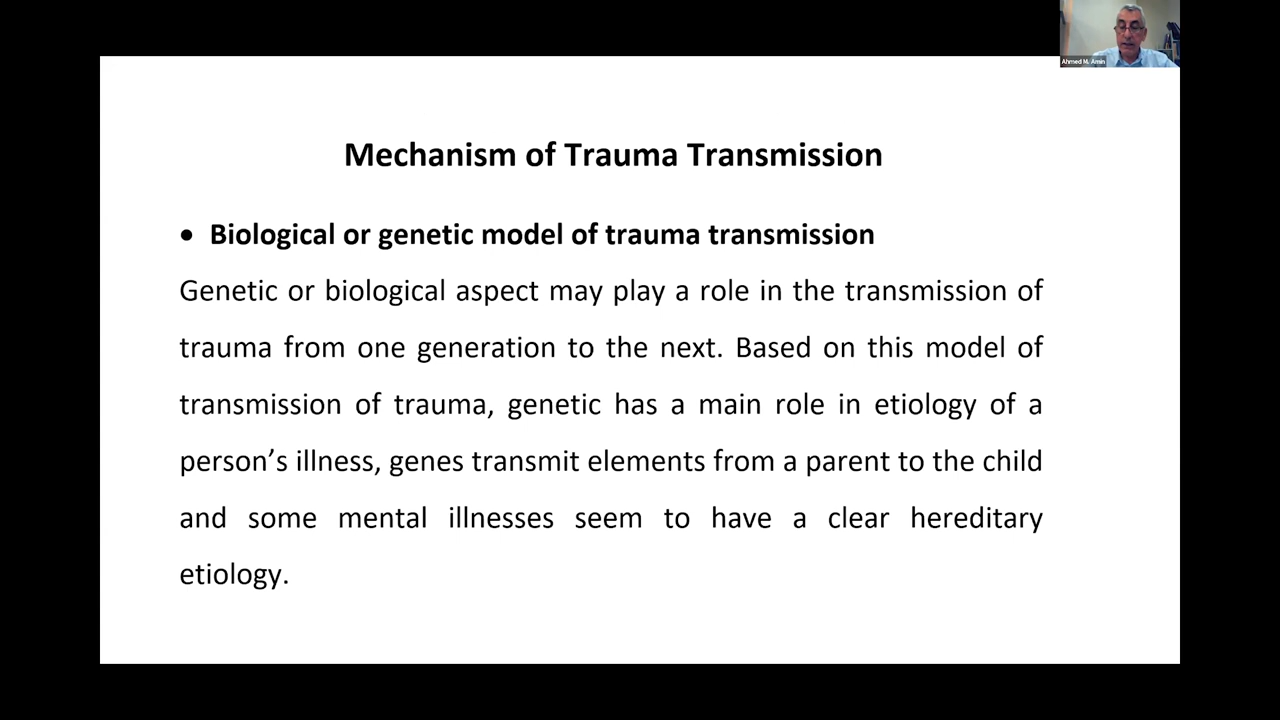 Ahmed M. Amin
Mechanism of Trauma Transmission
• Biological or genetic model of trauma transmission
Genetic or biological aspect may play a role in the transmission of
trauma from one generation to the next. Based on this model of
transmission of trauma, genetic has a main role in etiology of a
person’s illness, genes transmit elements from a parent to the child
and some mental illnesses seem to have a clear hereditary
etiology.